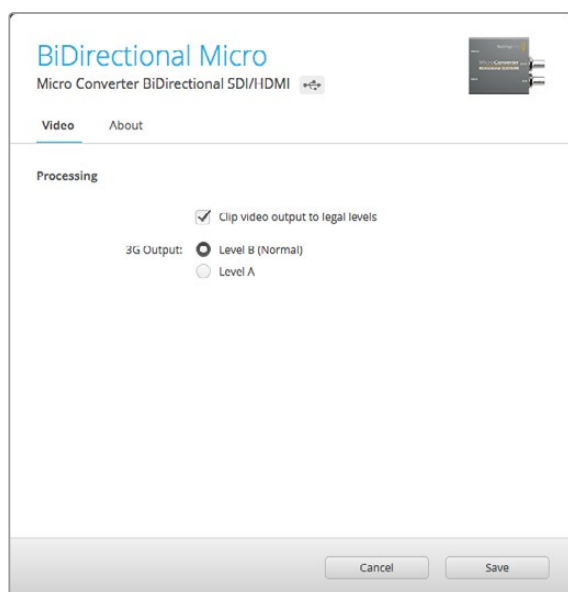 BiDirectional Micro
Micro Converter BiDirectional SDI/HDMI
Video About
Processing
Clip video output to legal levels
3G Output: Level B (Normal)
Level A
Cancel Save